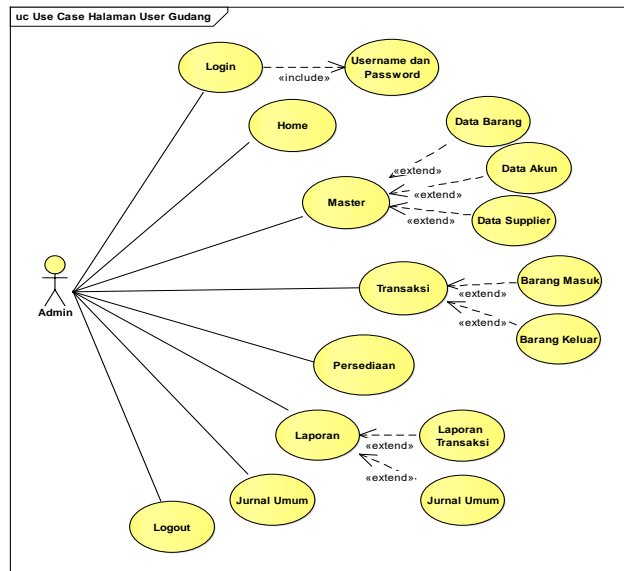 uc Use Case Halaman User Gudang
Login
«include»
Username dan
Password
Home
Data Barang
«extend»
Data Akun
«extend»
Master
«extend»
Data Supplier
Admin
Transaksi
«extend»
Barang Masuk
«extend»
Barang Keluar
Persediaan
Laporan
«extend»
Laporan
Transaksi
«extend»
Jurnal Umum
Jurnal Umum
Logout